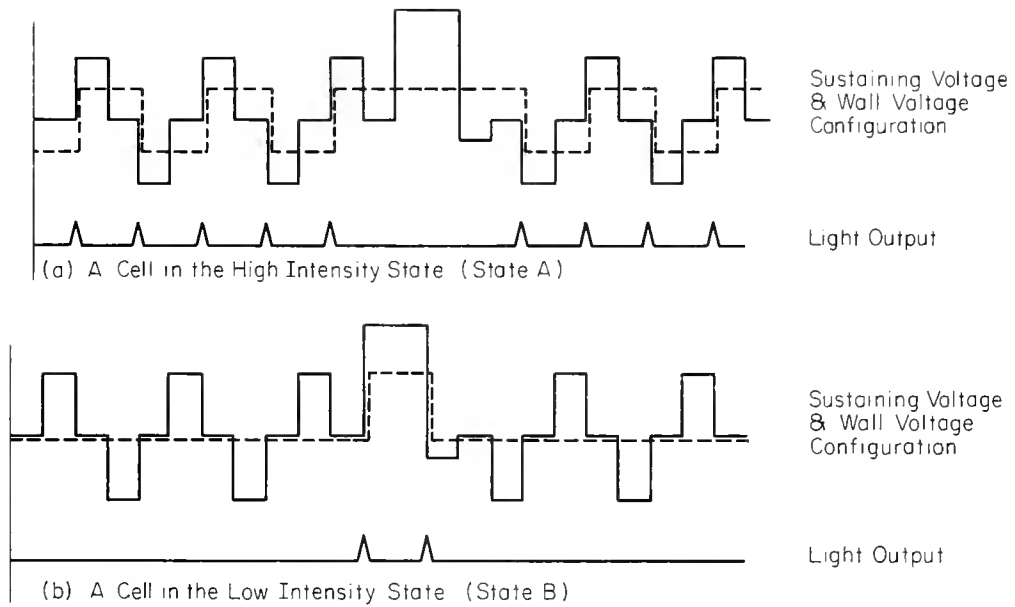 Sustaining Voltage
& Wall Voltage
Configuration
Light Output
(a) A Cell in the High Intensity State (State A)
Sustaining Voltage
& Wall Voltage
Configuration
Light Output
(b) A Cell in the Low Intensity State (State B)